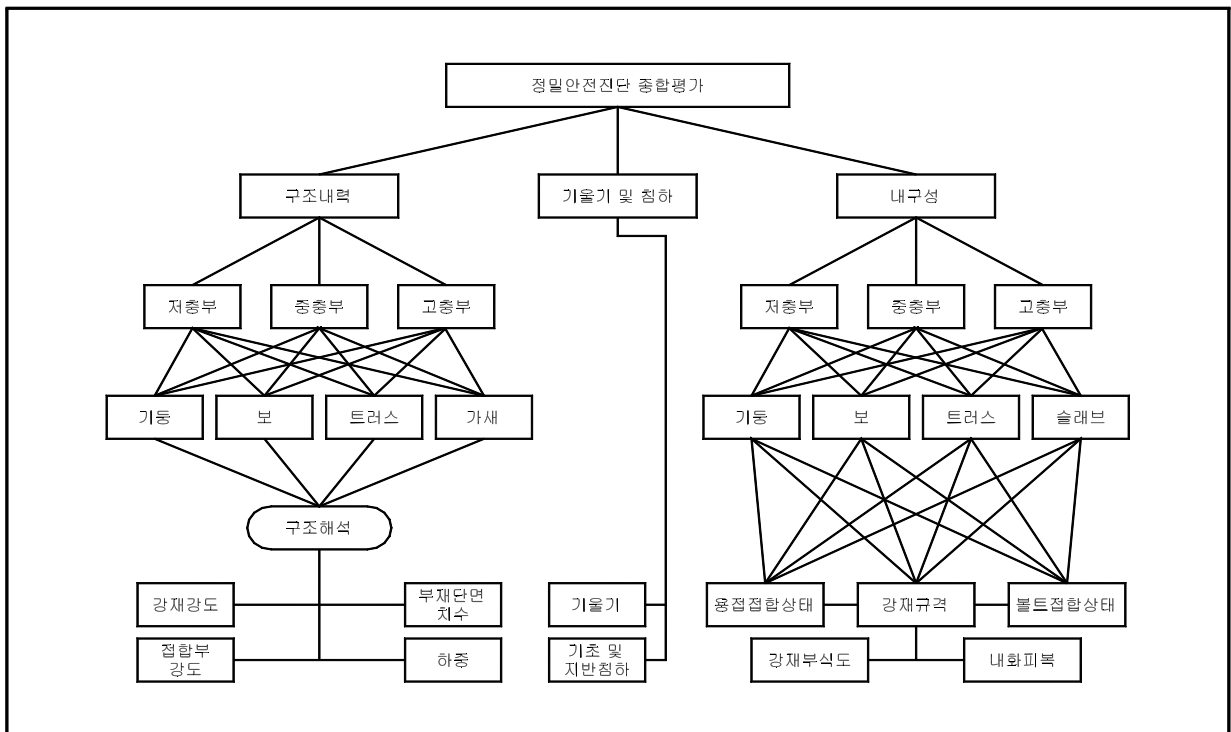 정밀안전진단 종합평가
구조내력
기울기 및 침하
내구성
저층부
중층부
고층부
저층부
중층부
고층부
기둥
보
트러스
가새
기둥
보
트러스
슬래브
구조해석
강재강도
부재단면
치수
기울기
용접접합상태
강재규격
볼트접합상태
접합부
강도
하중
기초 및
지반침하
강재부식도
내화피복